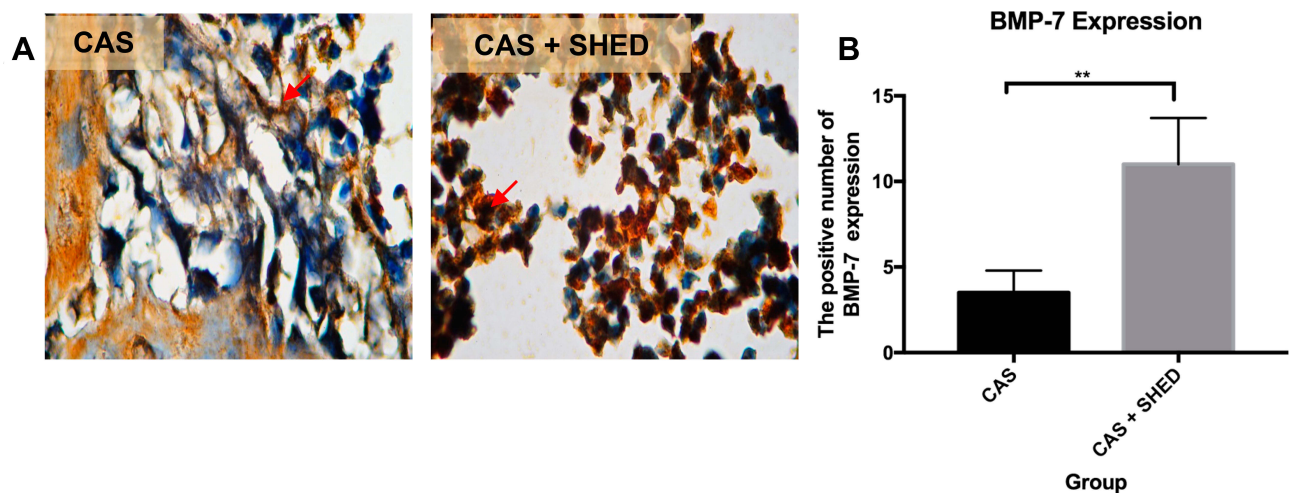 A
CAS
CAS + SHED
B
BMP-7 Expression
**
The positive number of
BMP-7 expression
15
10
5
0
CAS
CAS + SHED
Group